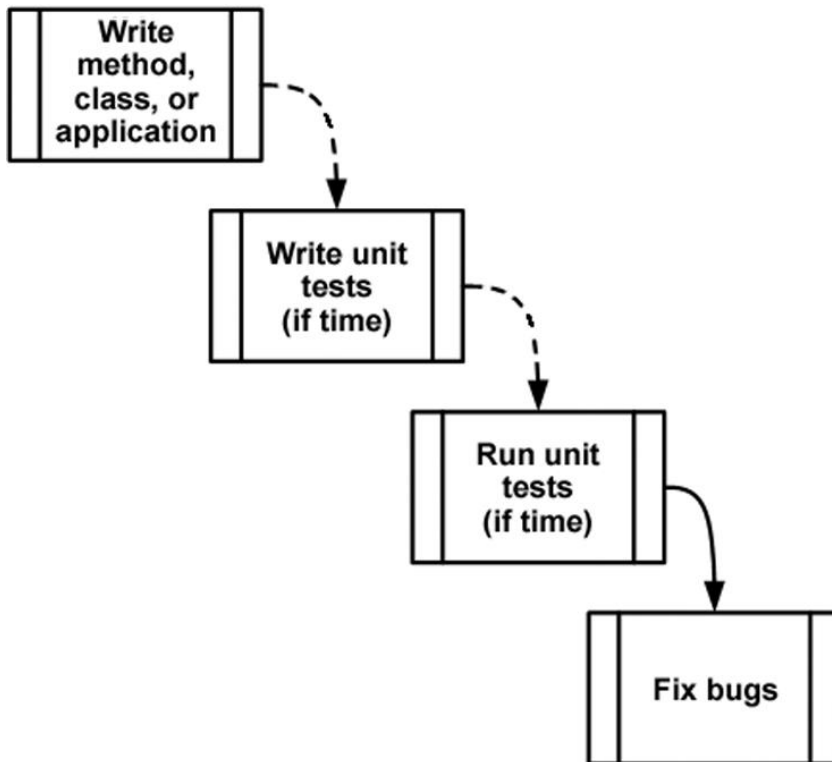 Write
method,
class, or
application
Write unit
tests
(if time)
Run unit
tests
(if time)
Fix bugs